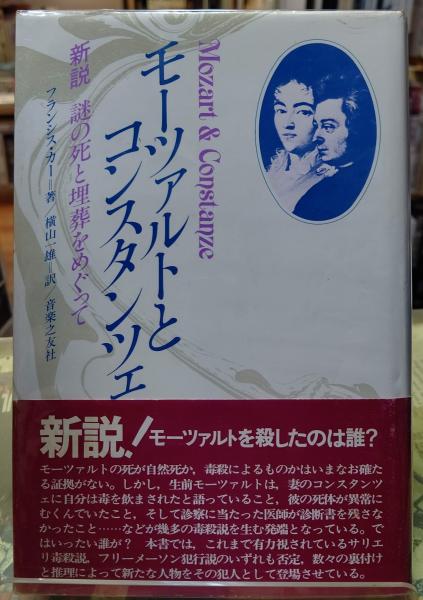 Mozart & Constanze
モーツァルトと
コンスタンツェ
新説 謎の死と埋葬をめぐって
フランシス・カー=著 横山一雄=訳/音楽之友社
新説!モーツァルトを殺したのは誰?
モーツァルトの死が自然死か,毒殺によるものかはいまなお確た
る証拠がない。しかし,生前モーツァルトは,妻のコンスタンツ
ェに自分は毒を飲まされたと語っていること,彼の死体が異常に
むくんでいたこと,そして診察に当たった医師が診断書を残さな
かったこと……などが幾多の毒殺説を生む発端となっている。で
はいったい誰が? 本書では,これまで有力視されているサリエ
リ毒殺説,フリーメーソン犯行説のいずれも否定,数々の裏付け
と推理によって新たな人物をその犯人として登場させている。